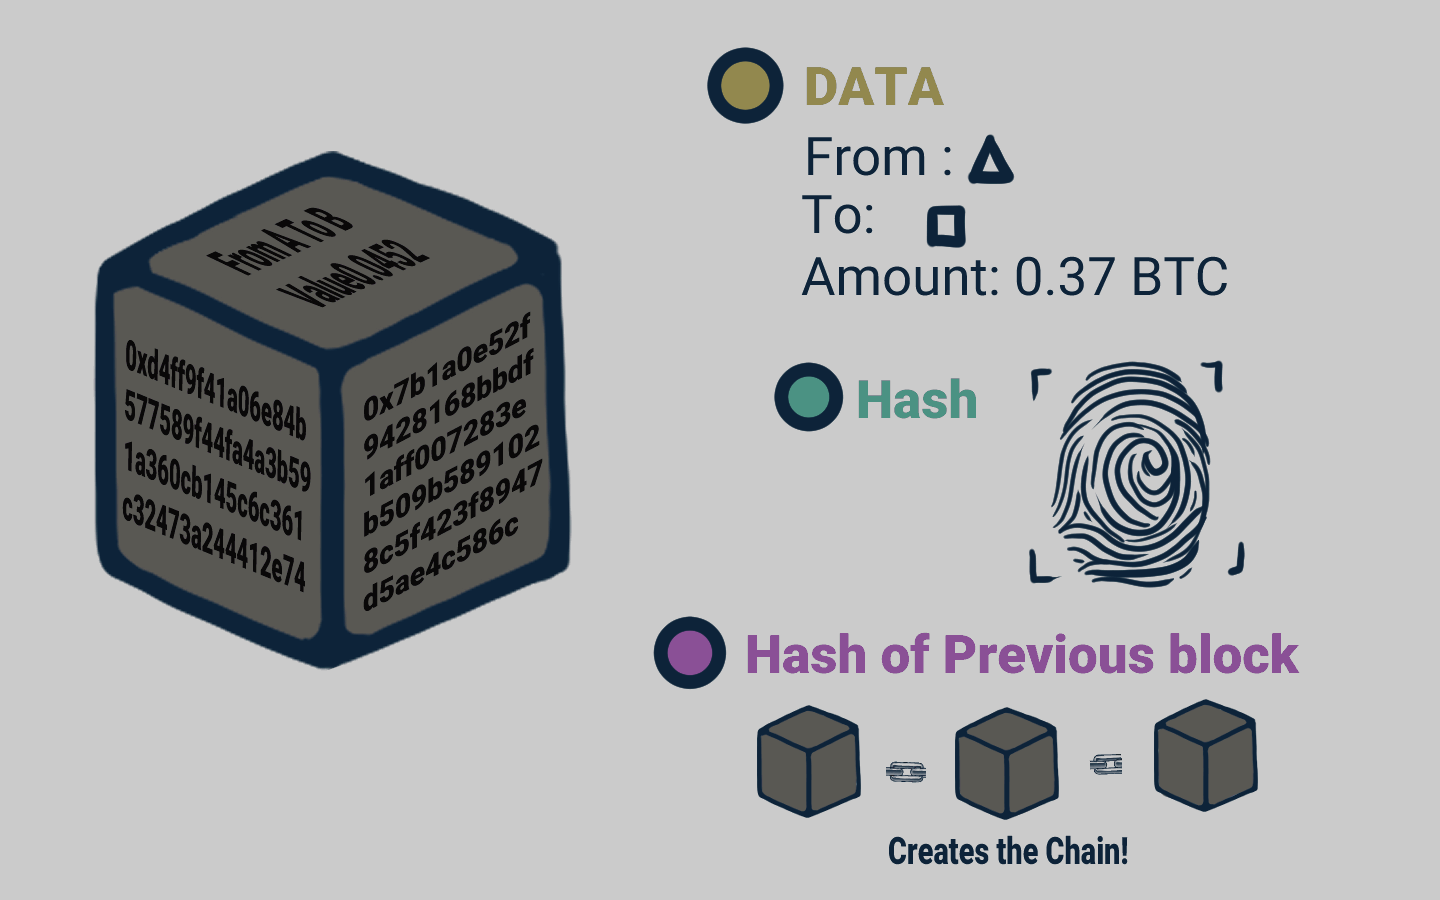 From A To B
Value0.0452
0xd4ff9f41a06e84b
577589f44fa4a3b59
1a360cb145c6c361
c32473a244412e74
0x7b1a0e52f
9428168bbdf
1aff007283e
b509b589102
8c5f423f8947
d5ae4c586c
DATA
From :
To:
Amount: 0.37 BTC
Hash
Hash of Previous block
Creates the Chain!